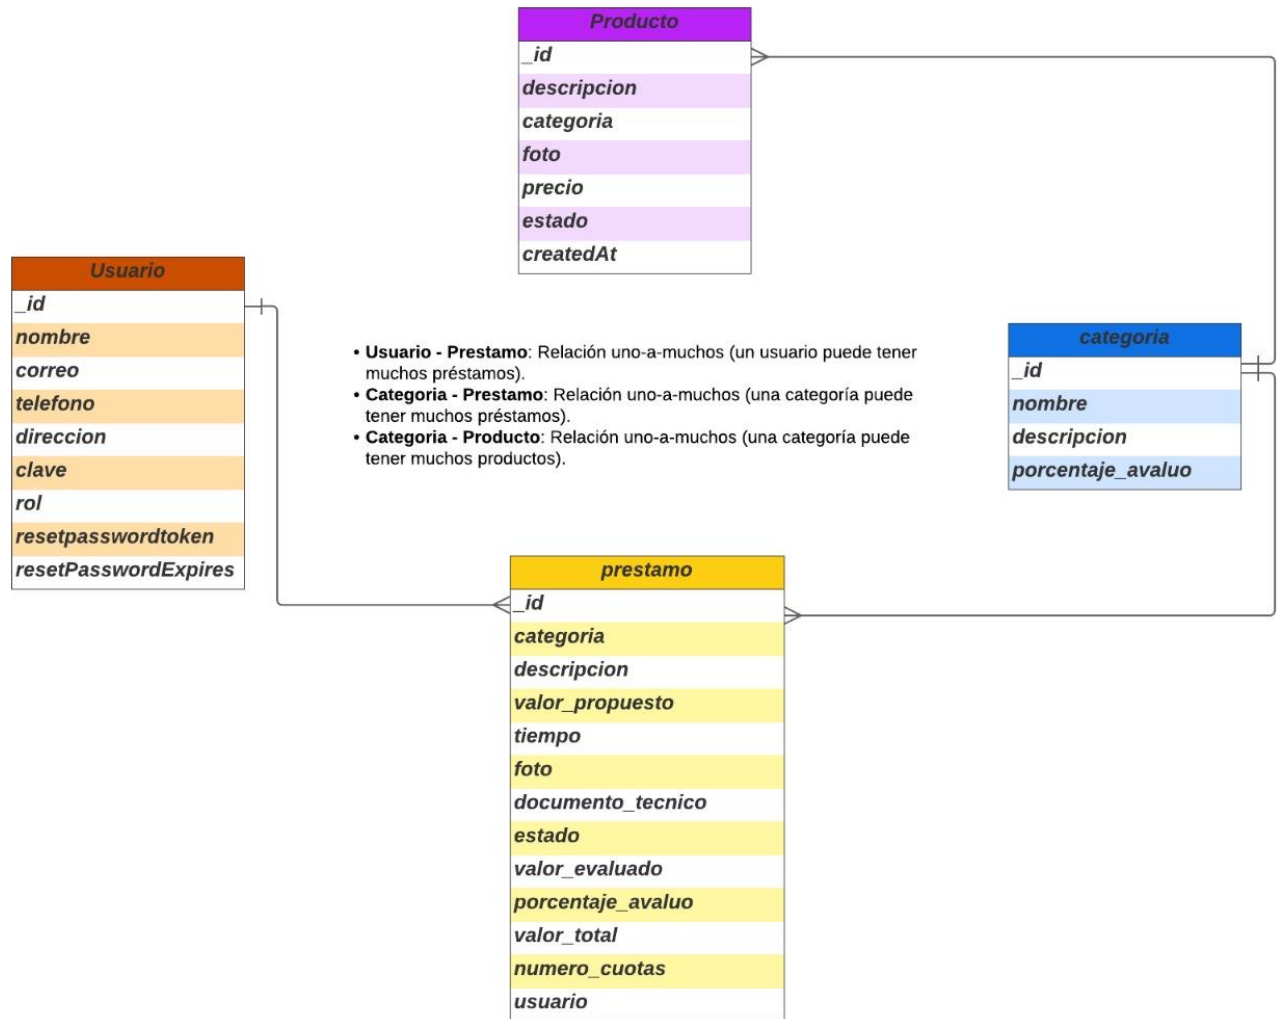 Producto
_id
descripcion
categoria
foto
precio
estado
createdAt
Usuario
_id
nombre
correo
telefono
direccion
clave
rol
resetpasswordtoken
resetPasswordExpires
• Usuario - Prestamo: Relación uno-a-muchos (un usuario puede tener
muchos préstamos).
• Categoria - Prestamo: Relación uno-a-muchos (una categoría puede
tener muchos préstamos).
• Categoria - Producto: Relación uno-a-muchos (una categoría puede
tener muchos productos).
categoria
_id
nombre
descripcion
porcentaje_avaluo
prestamo
_id
categoria
descripcion
valor_propuesto
tiempo
foto
documento_tecnico
estado
valor_evaluado
porcentaje_avaluo
valor_total
numero_cuotas
usuario